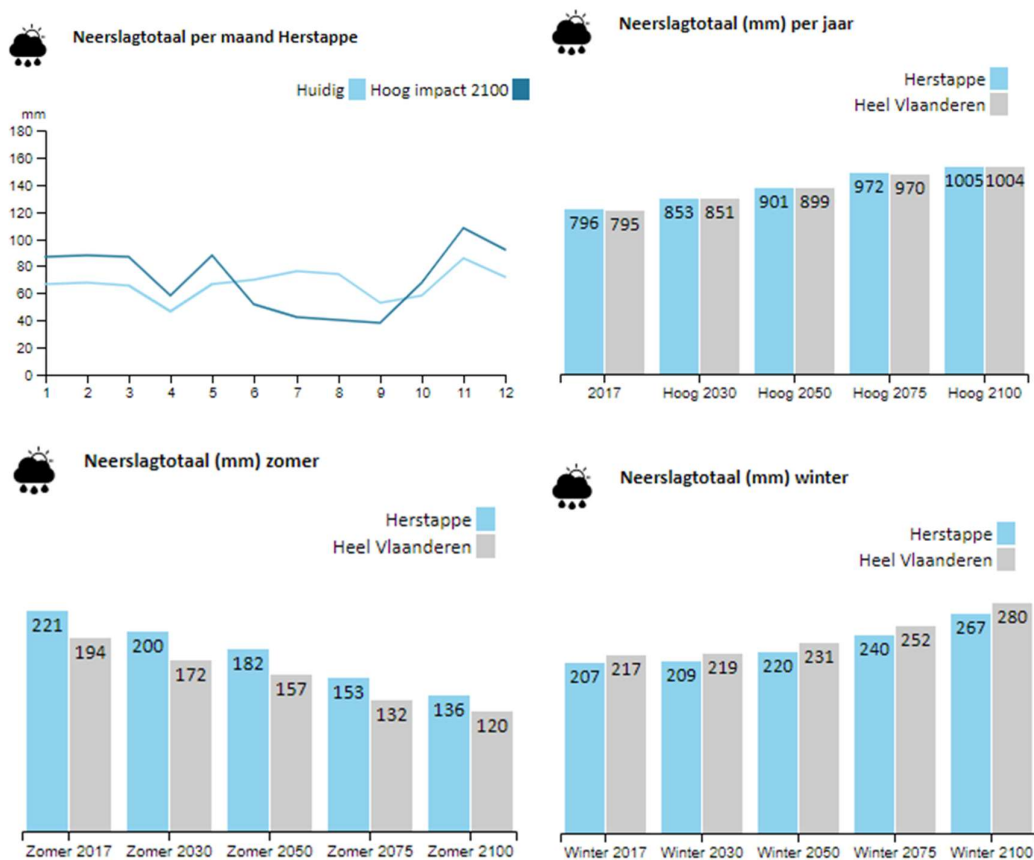 Neerslagtotaal per maand Herstappe
Huidig Hoog impact 2100
mm
180
160
140
120
100
80
60
40
20
0
1 2 3 4 5 6 7 8 9 10 11 12
Neerslagtotaal (mm) per jaar
Herstappe
Heel Vlaanderen
796 795 853 851 901 899 972 970 1005 1004
2017 Hoog 2030 Hoog 2050 Hoog 2075 Hoog 2100
Neerslagtotaal (mm) zomer
Herstappe
Heel Vlaanderen
221 194 200 172 182 157 153 132 136 120
Zomer 2017 Zomer 2030 Zomer 2050 Zomer 2075 Zomer 2100
Neerslagtotaal (mm) winter
Herstappe
Heel Vlaanderen
207 217 209 219 220 231 240 252 267 280
Winter 2017 Winter 2030 Winter 2050 Winter 2075 Winter 2100